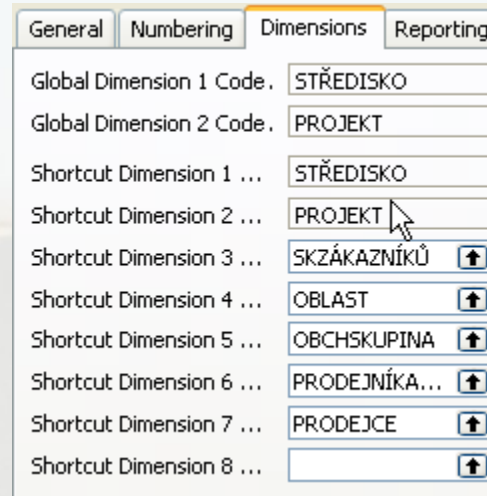 General Numbering Dimensions Reporting
Global Dimension 1 Code. STŘEDISKO
Global Dimension 2 Code. PROJEKT
Shortcut Dimension 1 ... STŘEDISKO
Shortcut Dimension 2 ... PROJEKT
Shortcut Dimension 3 ... SKZÁKAZNÍKŮ
Shortcut Dimension 4 ... OBLAST
Shortcut Dimension 5 ... OBCHSKUPINA
Shortcut Dimension 6 ... PRODEJNÍKA...
Shortcut Dimension 7 ... PRODEJCE
Shortcut Dimension 8 ...